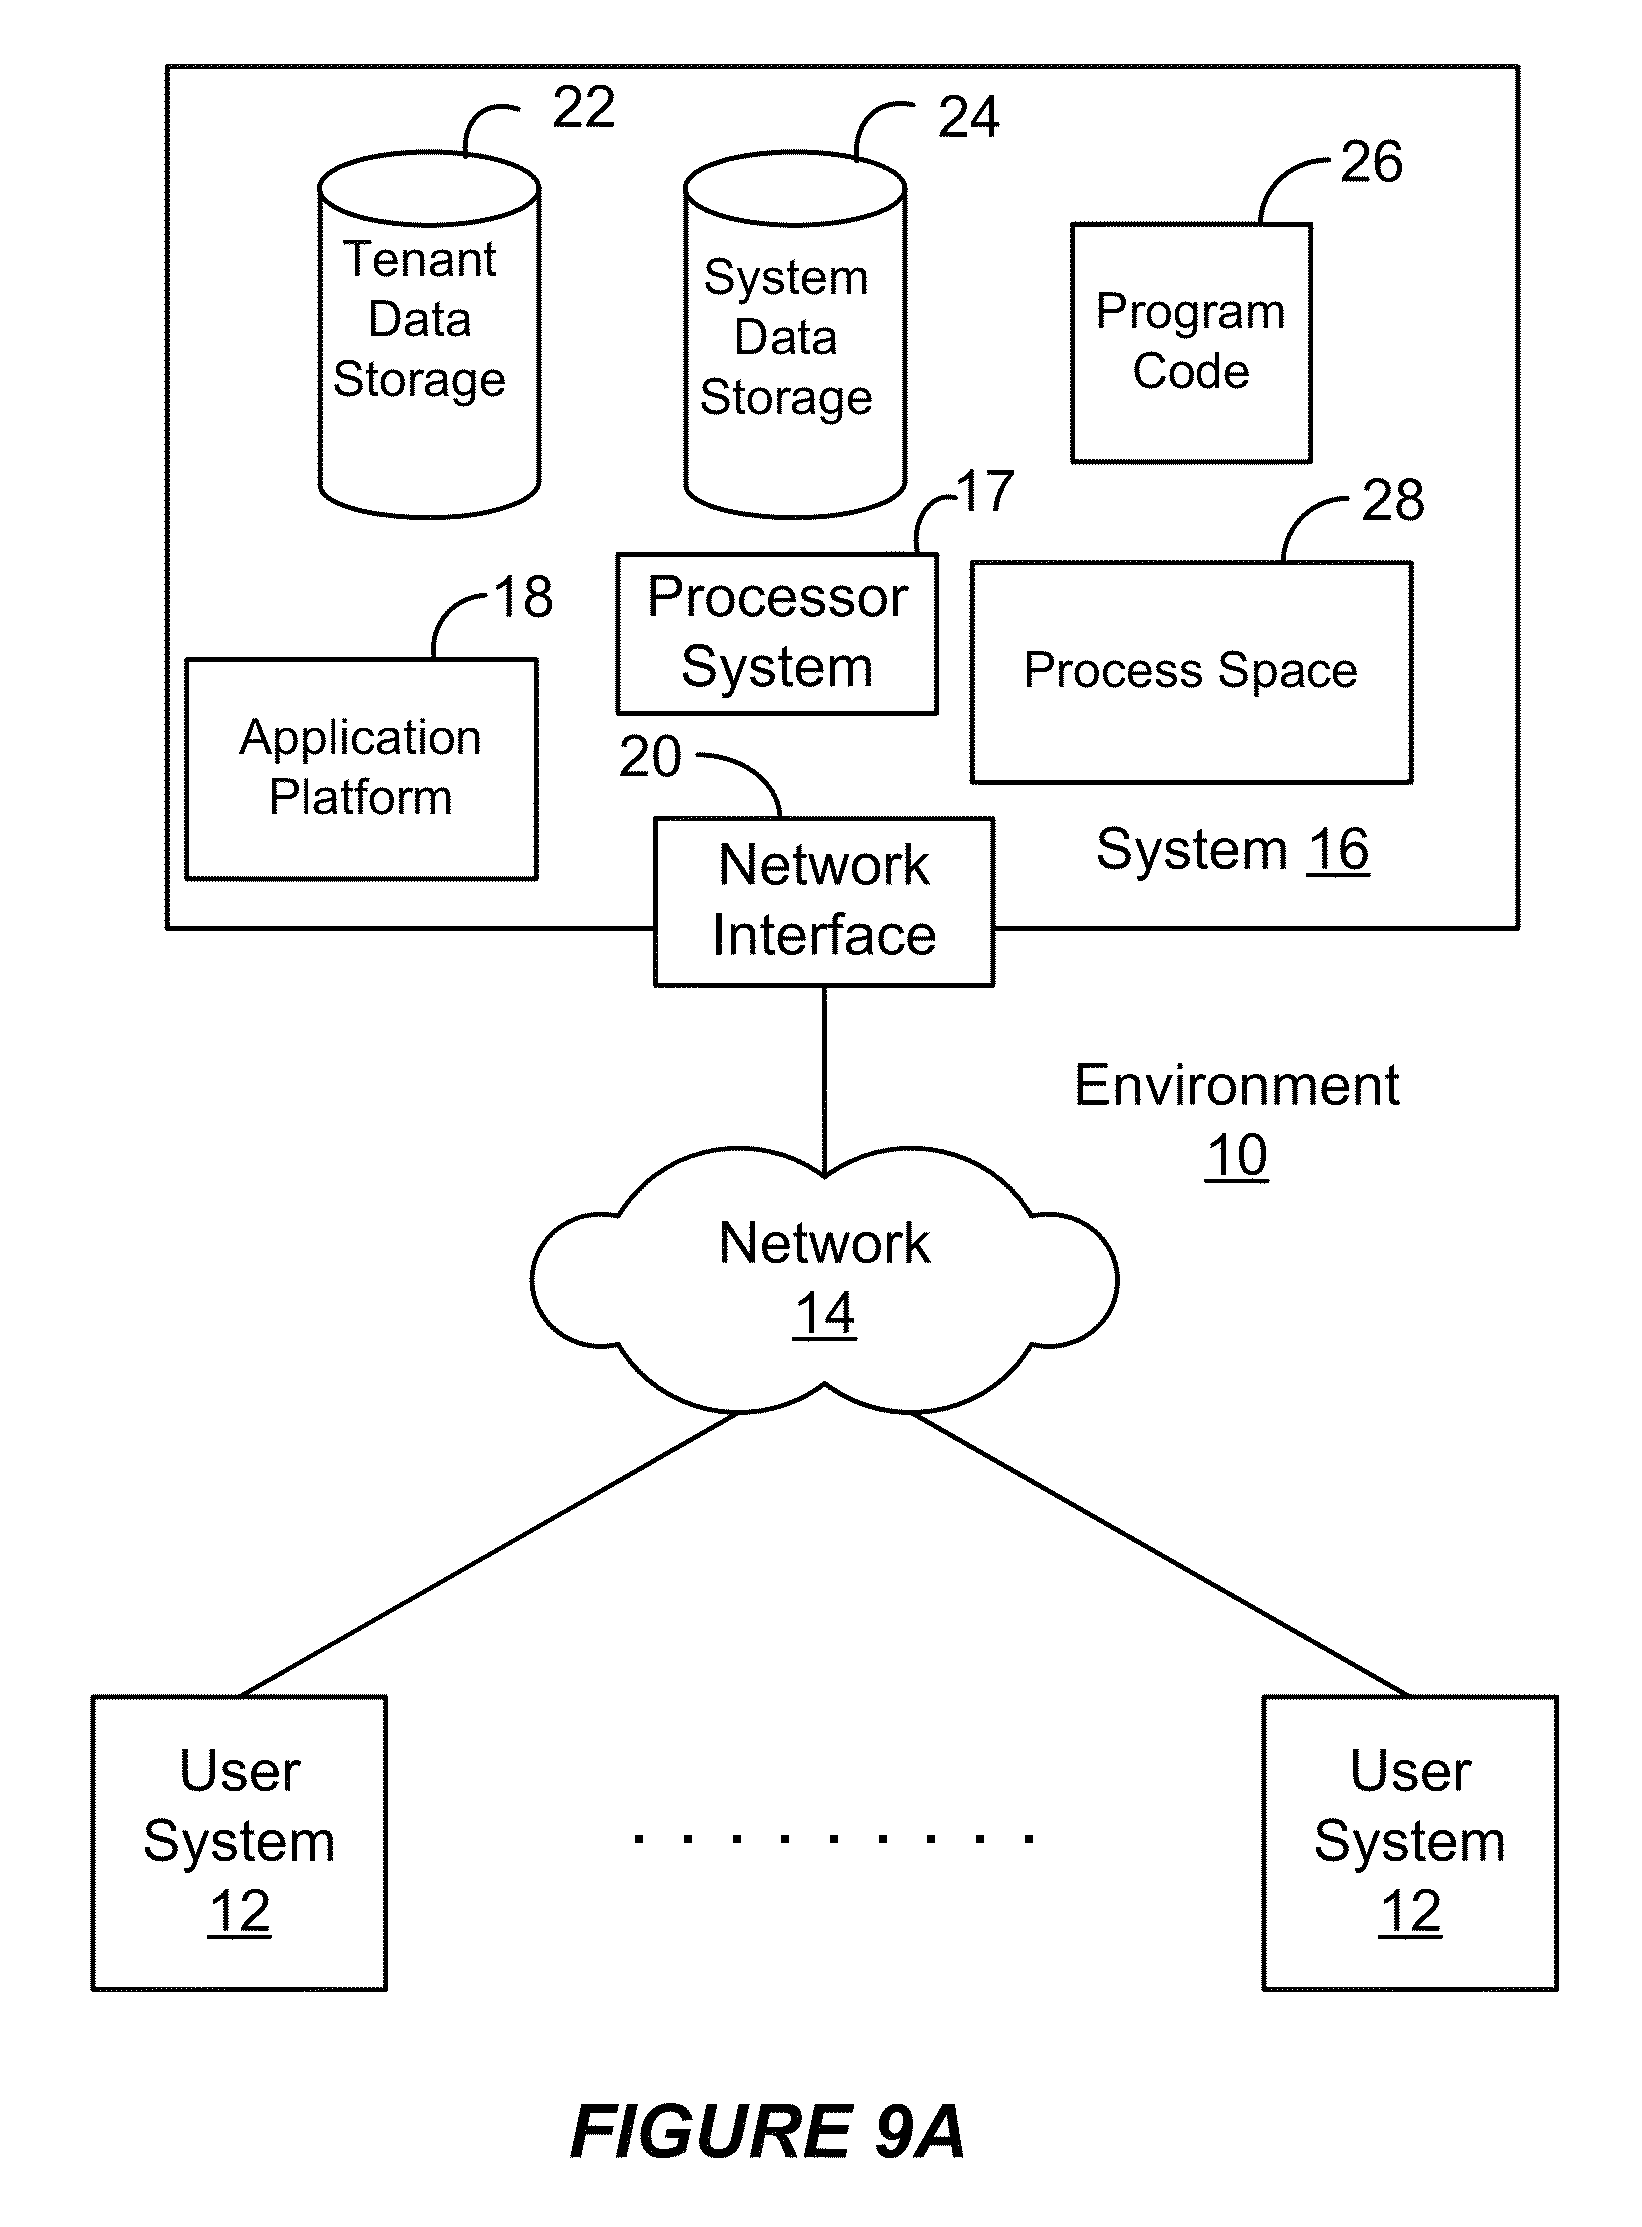 22
24
26
Tenant
Data
Storage
System
Data
Storage
Program
Code
17
28
18
Processor
System
Process Space
Application
Platform
20
Network
Interface
System 16
Environment
10
Network
14
User
System
12
. . . . . . . . .
User
System
12
FIGURE 9A